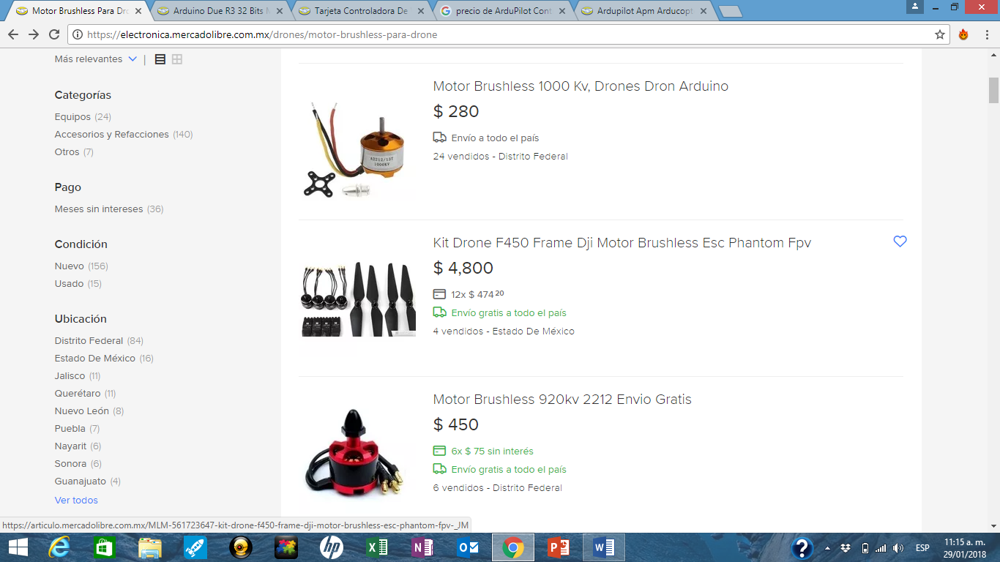 Motor Brushless Para Dro
Arduino Due R3 32 Bits M
Tarjeta Controladora De
precio de ArduPilot Cont
Ardupilot Apm Arducopt
https://electronica.mercadolibre.com.mx/drones/motor-brushless-para-drone
Más relevantes
Categorías
Equipos (24)
Accesorios y Refacciones (140)
Otros (7)
Pago
Meses sin intereses (36)
Condición
Nuevo (156)
Usado (15)
Ubicación
Distrito Federal (84)
Estado De México (16)
Jalisco (11)
Querétaro (11)
Nuevo León (8)
Puebla (7)
Nayarit (6)
Sonora (6)
Guanajuato (4)
Ver todos
Motor Brushless 1000 Kv, Drones Dron Arduino
$ 280
Envío a todo el país
24 vendidos - Distrito Federal
A2212/13T
1000KV
Kit Drone F450 Frame Dji Motor Brushless Esc Phantom Fpv
$ 4,800
12x $ 474 20
Envío gratis a todo el país
4 vendidos - Estado De México
Motor Brushless 920kv 2212 Envio Gratis
$ 450
6x $ 75 sin interés
Envío gratis a todo el país
6 vendidos - Distrito Federal
https://articulo.mercadolibre.com.mx/MLM-561723647-kit-drone-f450-frame-dji-motor-brushless-esc-phantom-fpv-_JM
ESP
11:15 a. m.
29/01/2018